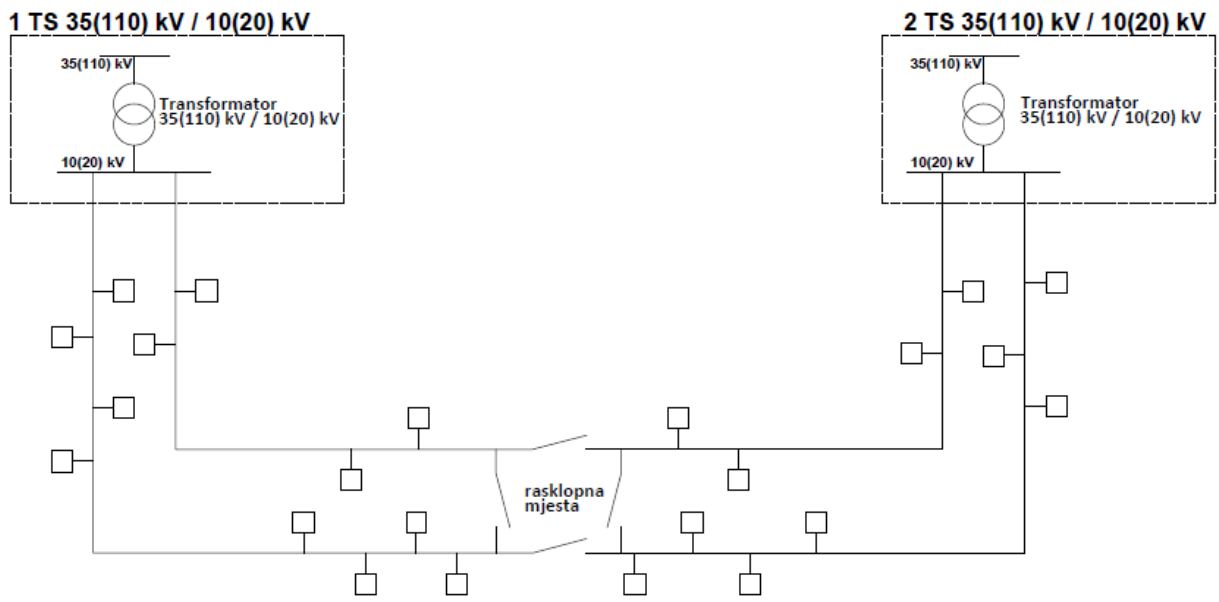 1 TS 35(110) kV / 10(20) kV
35(110) kV
Transformator
35(110) kV / 10(20) kV
10(20) kV
2 TS 35(110) kV / 10(20) kV
35(110) kV
Transformator
35(110) kV / 10(20) kV
10(20) kV
rasklopna
mjesta